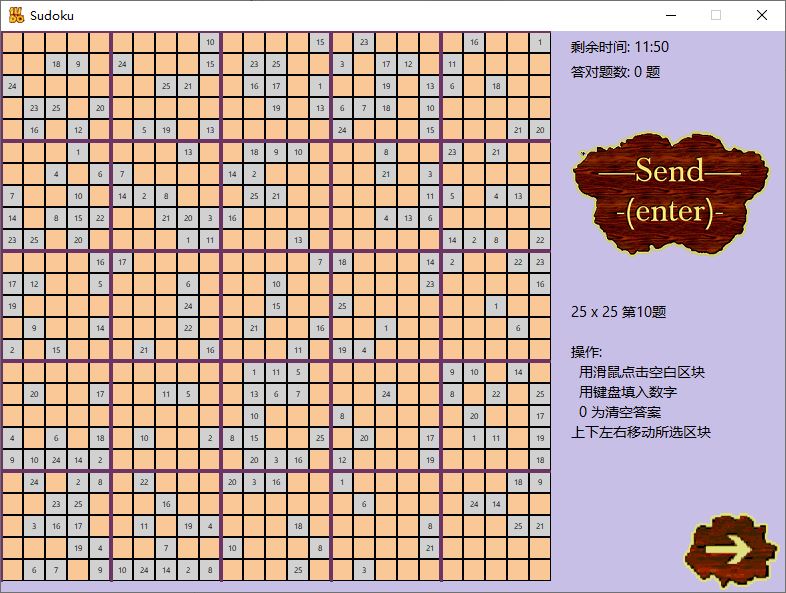 Sudoku
10 15 23 16 1
18 9 24 15 23 25 3 17 12 11
24 25 21 16 17 1 19 13 6 18
23 25 20 19 13 6 7 18 10
16 12 5 19 13 24 15 21 20
1 13 18 9 10 8 23 21
4 6 7 14 2 21 3
7 10 14 2 8 25 21 11 5 4 13
14 8 15 22 21 20 3 16 4 13 6
23 25 20 1 11 13 14 2 8 22
16 17 7 18 14 2 22 23
17 12 5 6 10 23 16
19 24 15 25 1
9 14 22 21 16 1 6
2 15 21 16 11 19 4
1 11 5 9 10 14
20 17 11 5 13 6 7 24 8 22 25
10 8 20 17
4 6 18 10 2 8 15 25 20 17 1 11 19
9 10 24 14 2 20 3 16 12 19 18
24 2 8 22 20 3 16 1 18 9
23 25 16 6 24 14
3 16 17 11 19 4 18 8 25 21
19 4 7 10 8 21
6 7 9 10 24 14 2 8 25 3
剩余时间: 11:50
答对题数: 0 题
—Send—
-(enter)-
25 x 25 第10题
操作:
用滑鼠点击空白区块
用键盘填入数字
0 为清空答案
上下左右移动所选区块